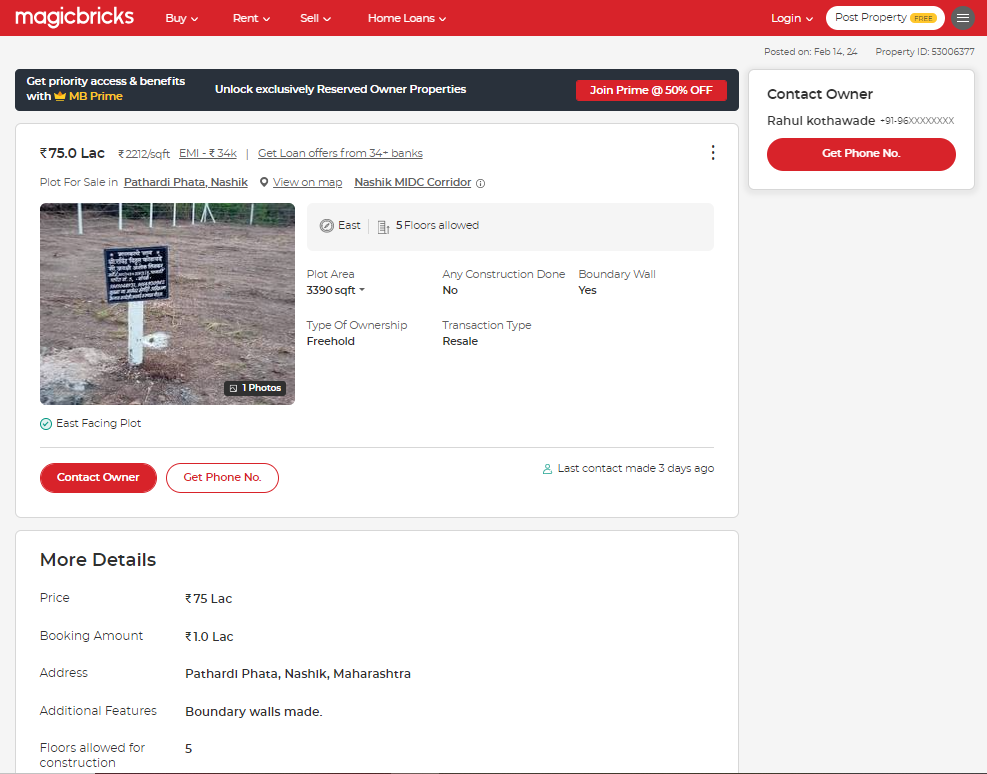 magicbricks Buy Rent Sell Home Loans Login Post Property FREE
Posted on: Feb 14, 24 Property ID: 53006377
Get priority access & benefits
with MB Prime
Unlock exclusively Reserved Owner Properties
Join Prime @ 50% OFF
Contact Owner
Rahul kothawade +91-96XXXXXXXX
Get Phone No.
₹75.0 Lac ₹2212/sqft EMI - ₹34k | Get Loan offers from 34+ banks
Plot For Sale in Pathardi Phata, Nashik View on map Nashik MIDC Corridor
East 5 Floors allowed
Plot Area Any Construction Done Boundary Wall
3390 sqft No Yes
Type Of Ownership Transaction Type
Freehold Resale
1 Photos
East Facing Plot
Contact Owner Get Phone No. Last contact made 3 days ago
More Details
Price ₹75 Lac
Booking Amount ₹1.0 Lac
Address Pathardi Phata, Nashik, Maharashtra
Additional Features Boundary walls made.
Floors allowed for 5
construction